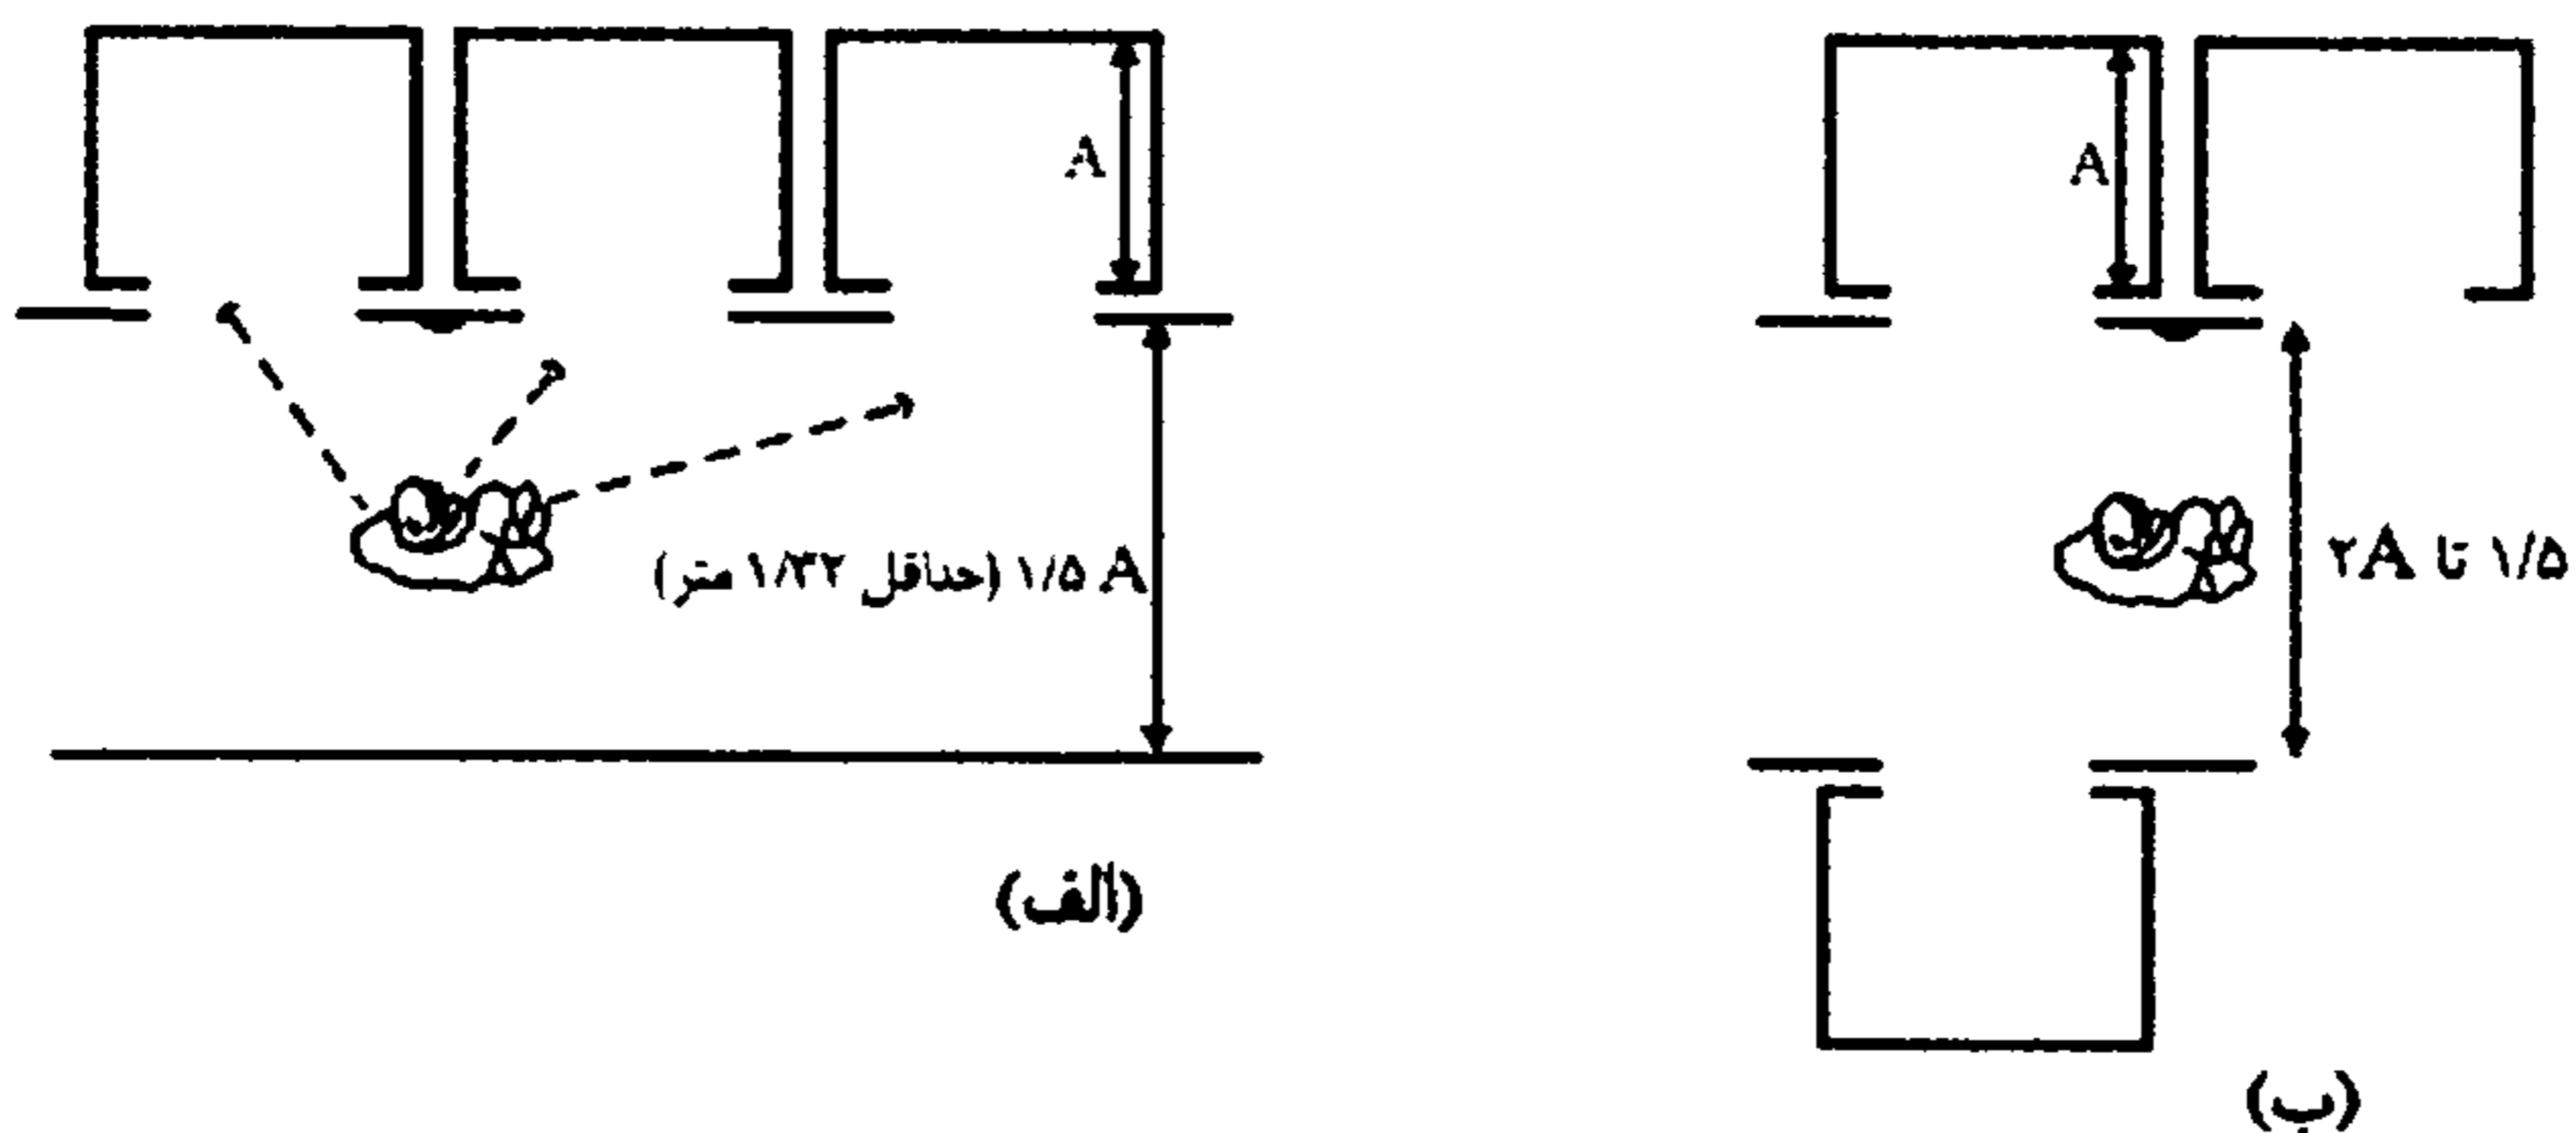 A
A
۱/۵ A (حداقل ۱/۳۲ متر)
۱/۵ تا ۲A
(الف)
(ب)